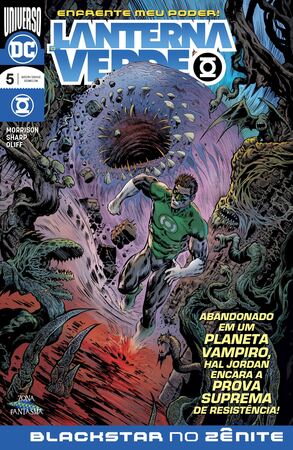 ENFRENTE MEU PODER!
UNIVERSO
DC
LANTERNA
VERDE
5
MORRISON
SHARP
OLIFF
ABANDONADO
EM UM
PLANETA
VAMPIRO,
HAL JORDAN
ENCARA A
PROVA
SUPREMA
DE RESISTÊNCIA!
ZONA
FANTASMA
BLACKSTAR NO ZÊNITE